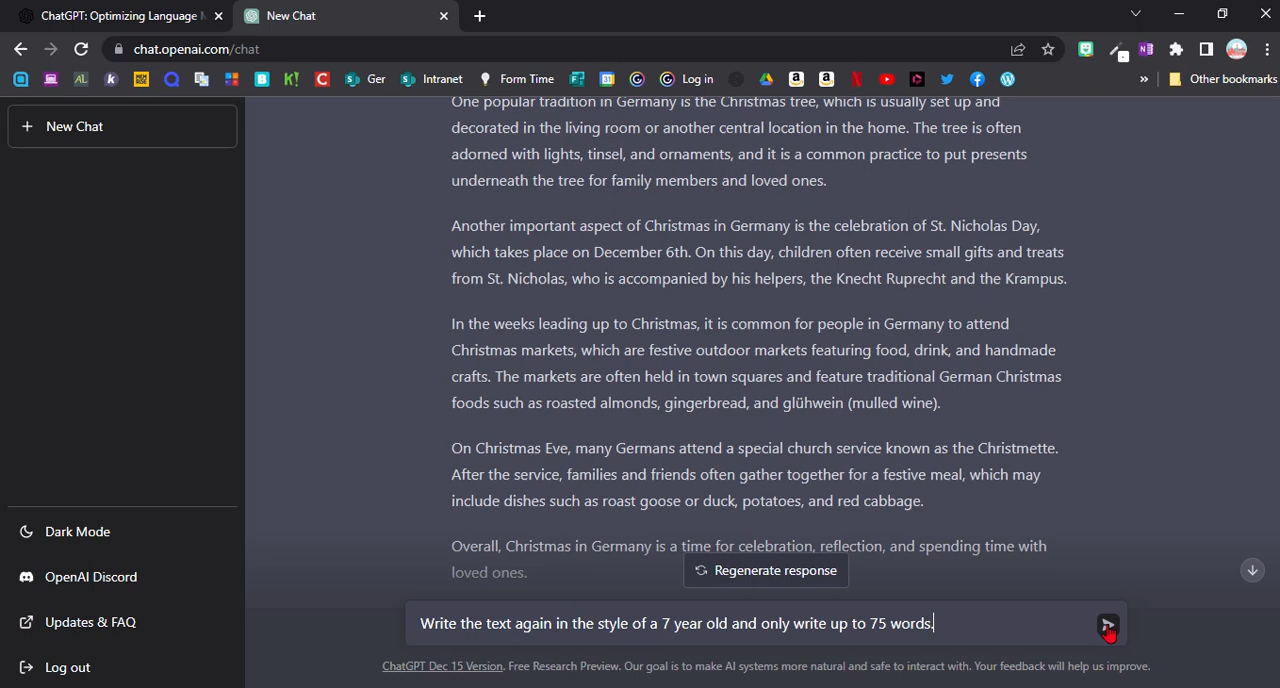 ChatGPT: Optimizing Language
New Chat
chat.openai.com/chat
AL
k
B
K!
C
Ger
Intranet
Form Time
Log in
Other bookmarks
New Chat
One popular tradition in Germany is the Christmas tree, which is usually set up and
decorated in the living room or another central location in the home. The tree is often
adorned with lights, tinsel, and ornaments, and it is a common practice to put presents
underneath the tree for family members and loved ones.
Another important aspect of Christmas in Germany is the celebration of St. Nicholas Day,
which takes place on December 6th. On this day, children often receive small gifts and treats
from St. Nicholas, who is accompanied by his helpers, the Knecht Ruprecht and the Krampus.
In the weeks leading up to Christmas, it is common for people in Germany to attend
Christmas markets, which are festive outdoor markets featuring food, drink, and handmade
crafts. The markets are often held in town squares and feature traditional German Christmas
foods such as roasted almonds, gingerbread, and glühwein (mulled wine).
On Christmas Eve, many Germans attend a special church service known as the Christmette.
After the service, families and friends often gather together for a festive meal, which may
include dishes such as roast goose or duck, potatoes, and red cabbage.
Overall, Christmas in Germany is a time for celebration, reflection, and spending time with
loved ones.
Regenerate response
Dark Mode
OpenAI Discord
Updates & FAQ
Log out
Write the text again in the style of a 7 year old and only write up to 75 words.
ChatGPT Dec 15 Version. Free Research Preview. Our goal is to make AI systems more natural and safe to interact with. Your feedback will help us improve.